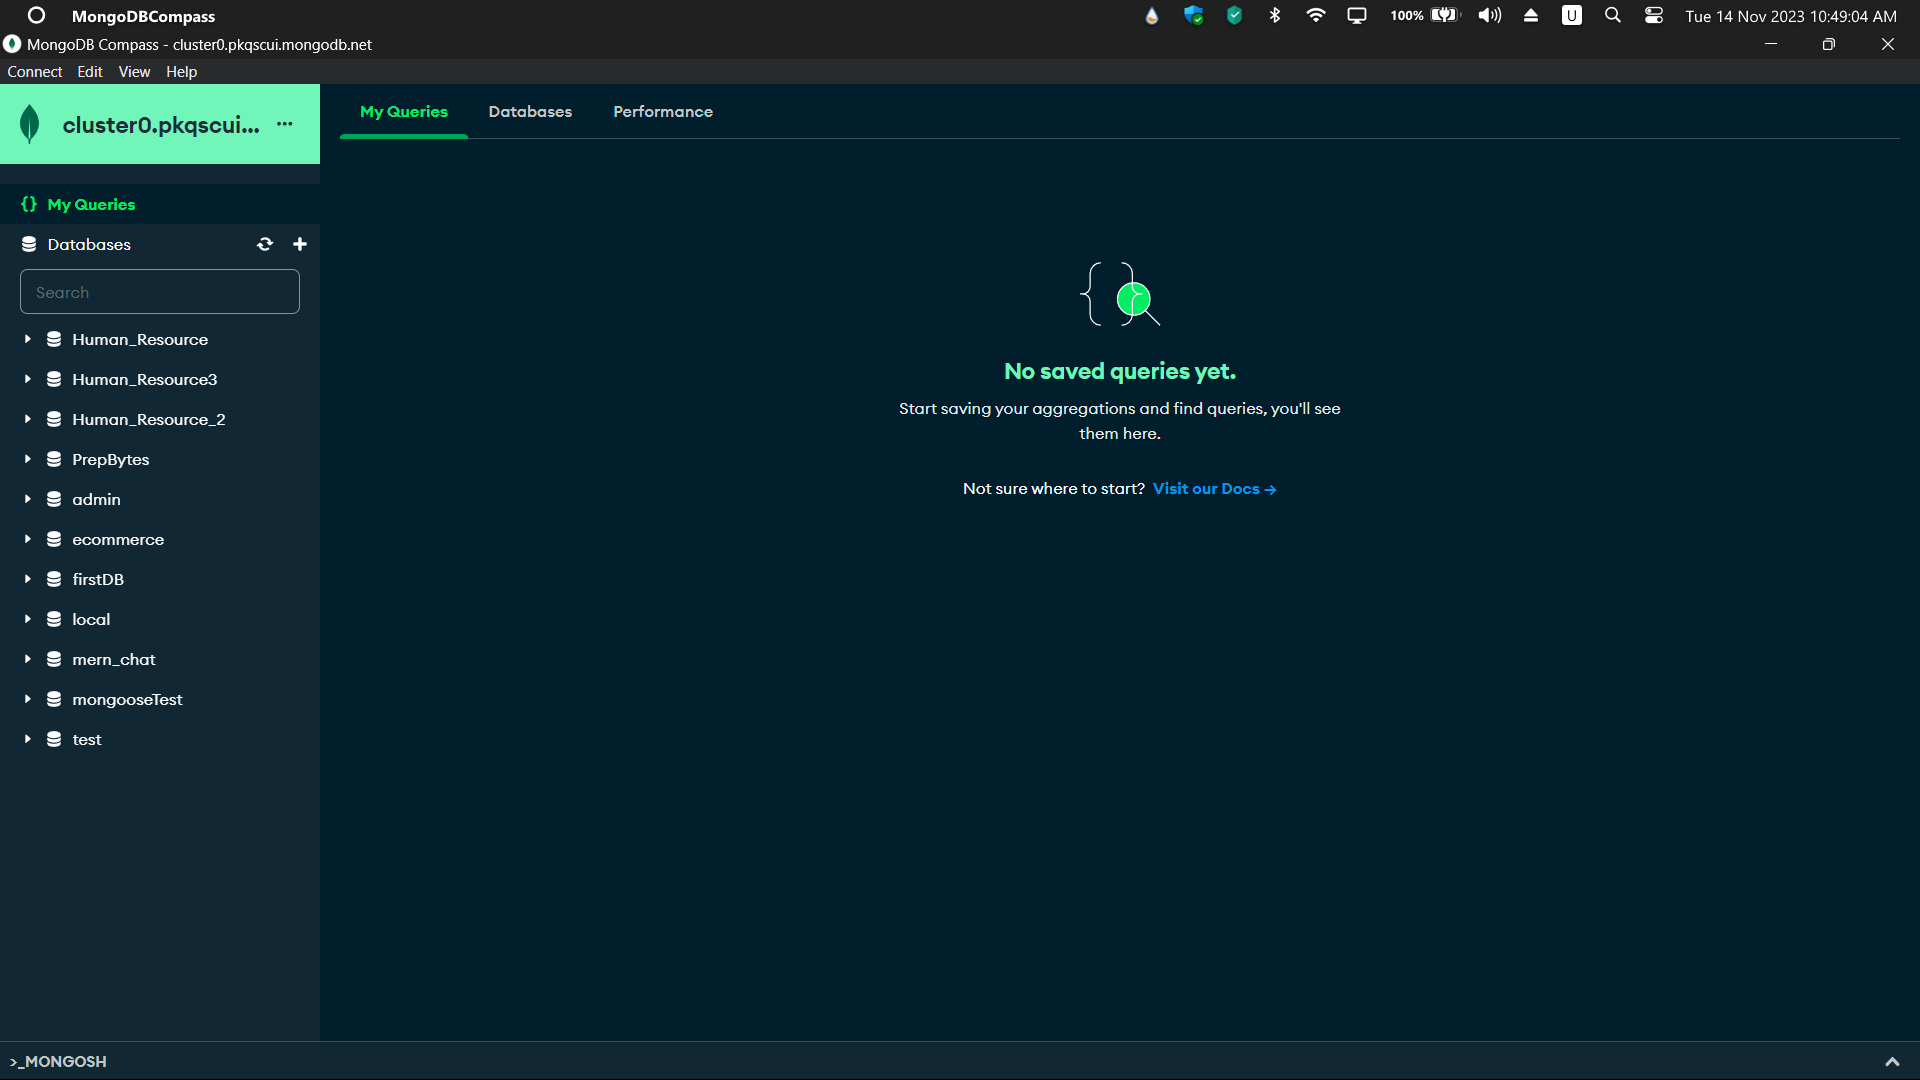 MongoDBCompass
100%
U
Tue 14 Nov 2023 10:49:04 AM
MongoDB Compass - cluster0.pkqscui.mongodb.net
Connect Edit View Help
cluster0.pkqscui... ···
My Queries Databases Performance
{} My Queries
Databases
Search
Human_Resource
Human_Resource3
Human_Resource_2
PrepBytes
admin
ecommerce
firstDB
local
mern_chat
mongooseTest
test
No saved queries yet.
Start saving your aggregations and find queries, you'll see
them here.
Not sure where to start? Visit our Docs →
>_MONGOSH